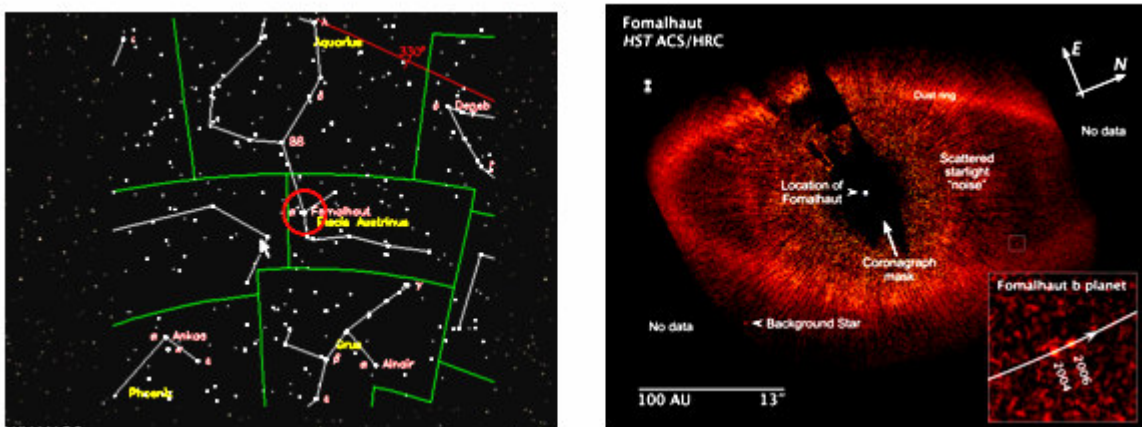 λ
Aquarius
330°
δ
88
δ Deneb
ζ
α Fomalhaut
Piscis Austrinus
α Ankaa
κ
ε
Phoenix
γ
Grus
β
α Alnair
ε
Fomalhaut
HST ACS/HRC
E
N
Dust ring
No data
Scattered
starlight
"noise"
Location of
Fomalhaut
Coronagraph
mask
No data
Background Star
Fomalhaut b planet
2004
2006
100 AU
13"